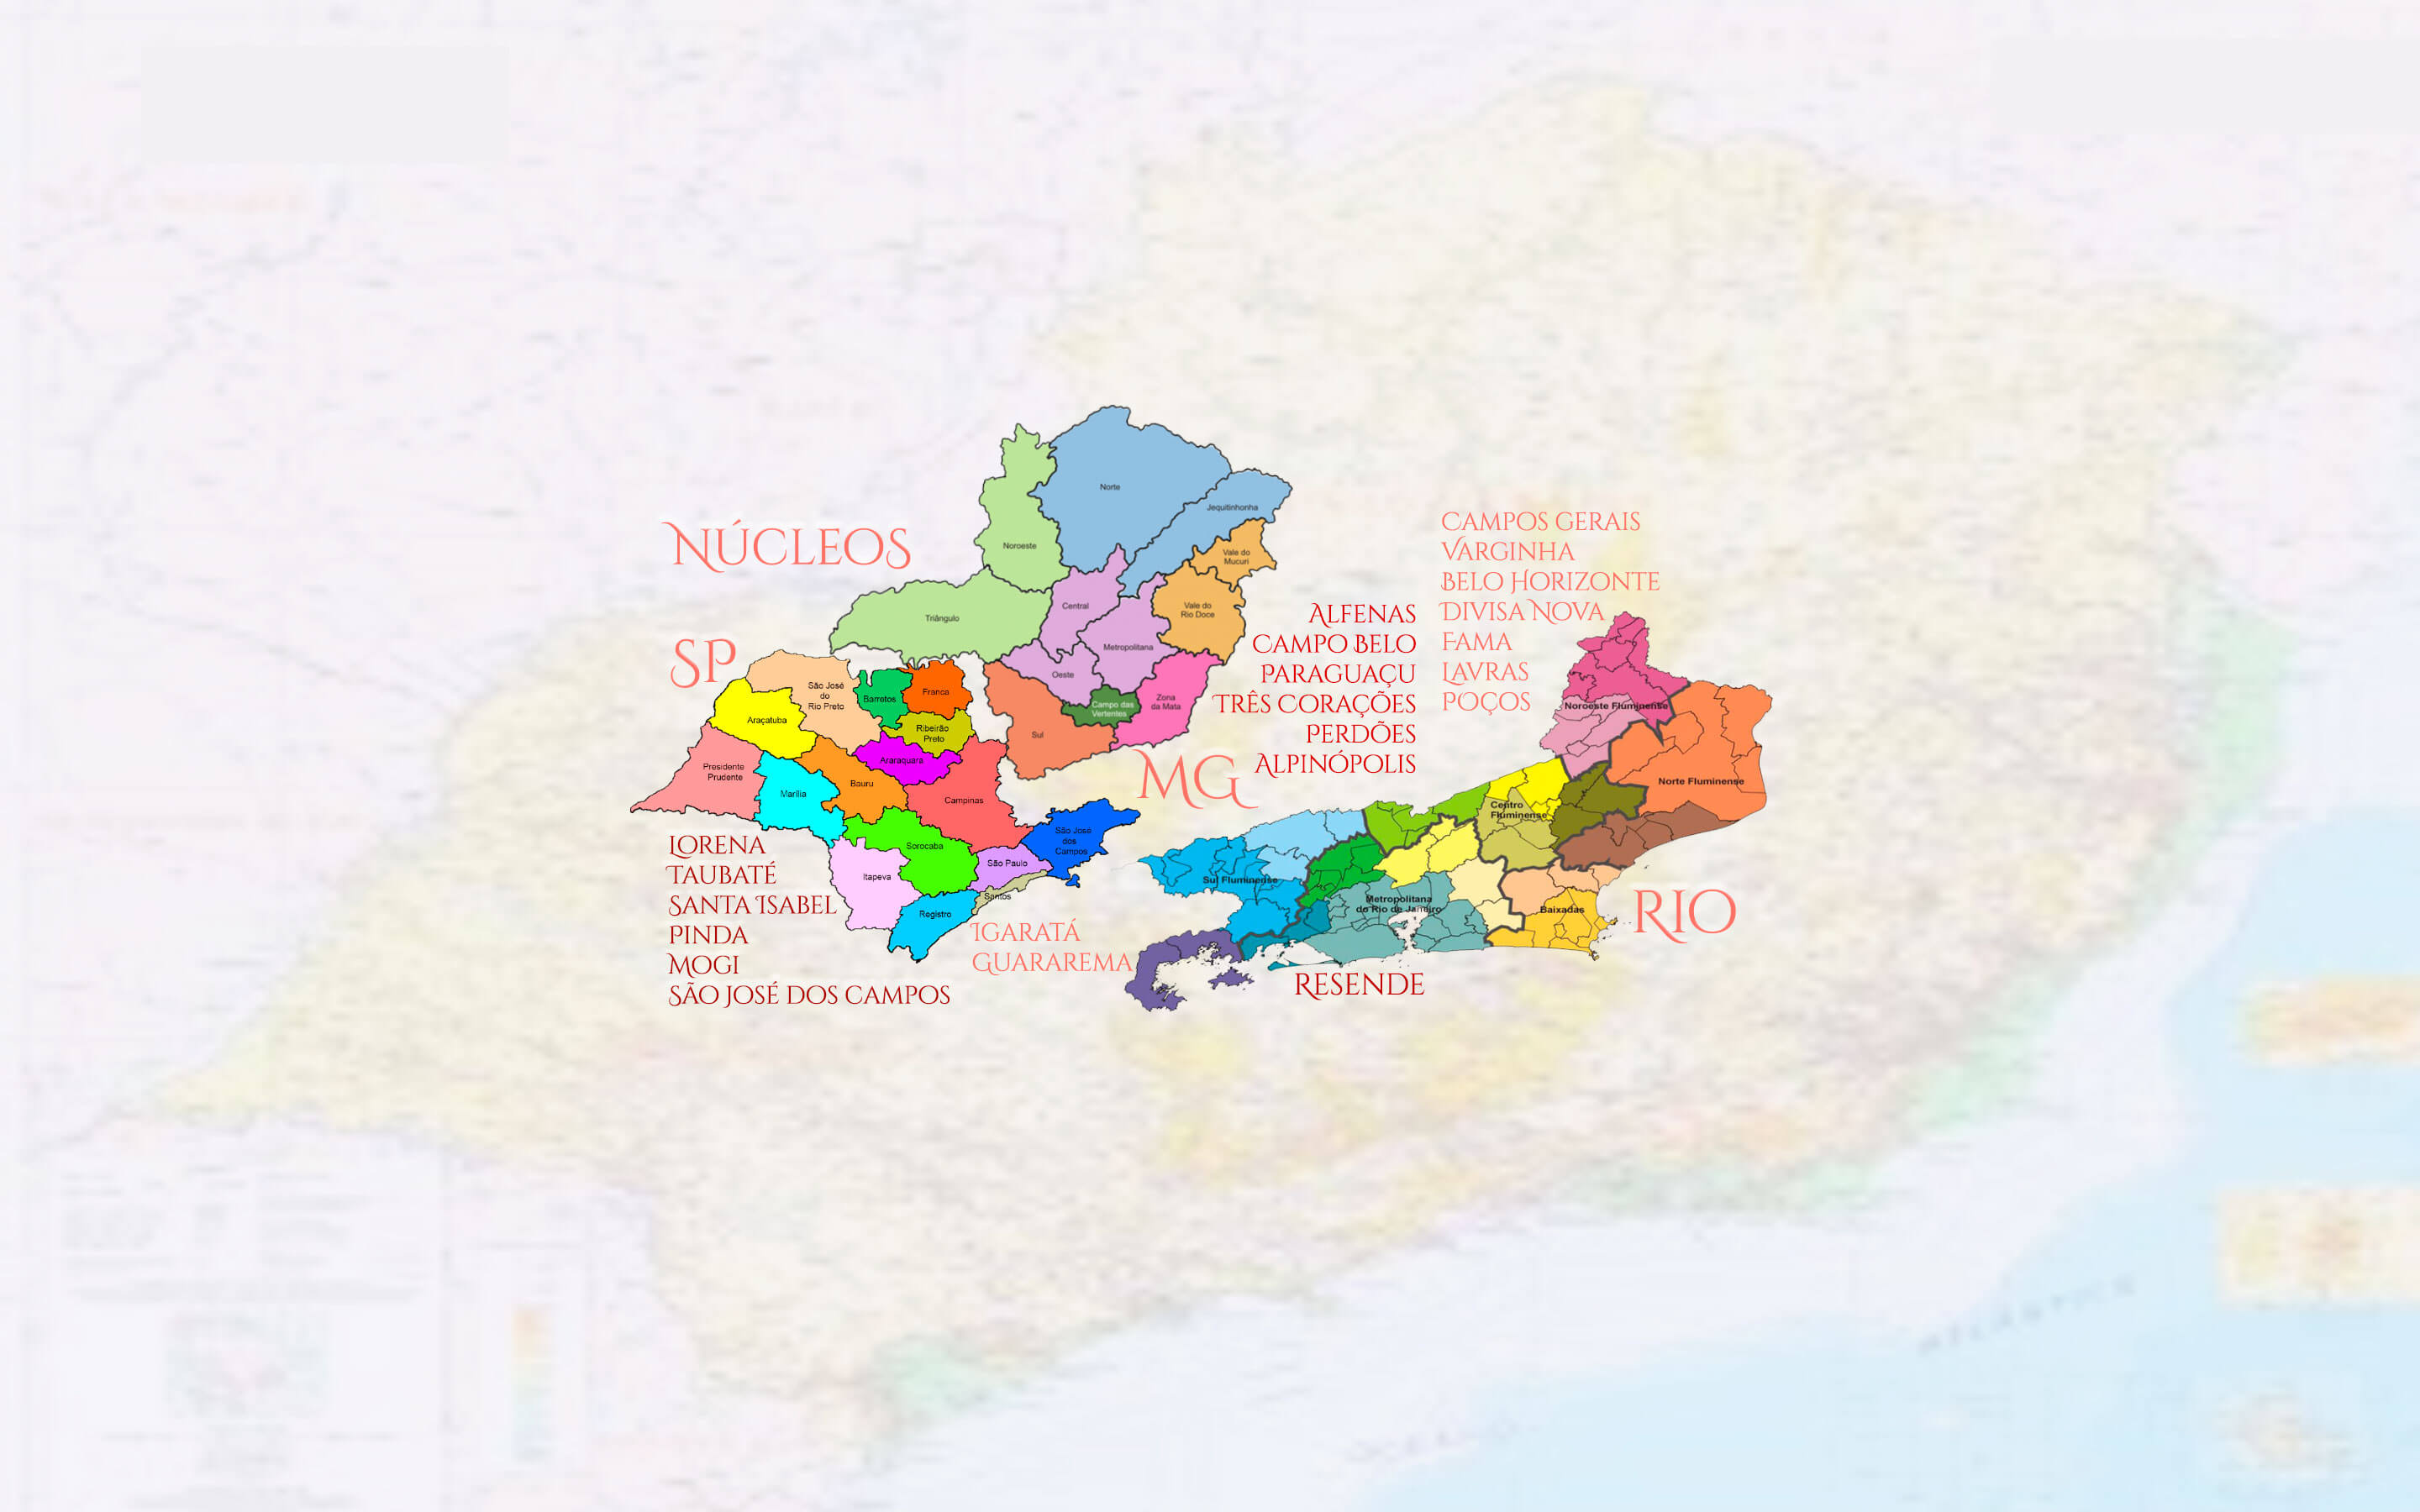 NÚCLEOS
SP
MG
RIO
Norte
Jequitinhonha
Noroeste
Vale do
Mucuri
Central
Vale do
Rio Doce
Triângulo
Metropolitana
Oeste
Campo das
Vertentes
Zona
da Mata
Sul
São José
do
Rio Preto
Barretos
Franca
Araçatuba
Ribeirão
Preto
Araraquara
Presidente
Prudente
Marília
Bauru
Campinas
Sorocaba
São José
dos
Campos
São Paulo
Itapeva
Santos
Registro
LORENA
TAUBATÉ
SANTA ISABEL
PINDA
MOGI
SÃO JOSÉ DOS CAMPOS
IGARATÁ
GUARAREMA
ALFENAS
CAMPO BELO
PARAGUAÇU
TRÊS CORAÇÕES
PERDÕES
ALPINÓPOLIS
CAMPOS GERAIS
VARGINHA
BELO HORIZONTE
DIVISA NOVA
FAMA
LAVRAS
POÇOS
Noroeste Fluminense
Norte Fluminense
Centro
Fluminense
Sul Fluminense
Metropolitana
do Rio de Janeiro
Baixadas
RESENDE
ATLÂNTICO